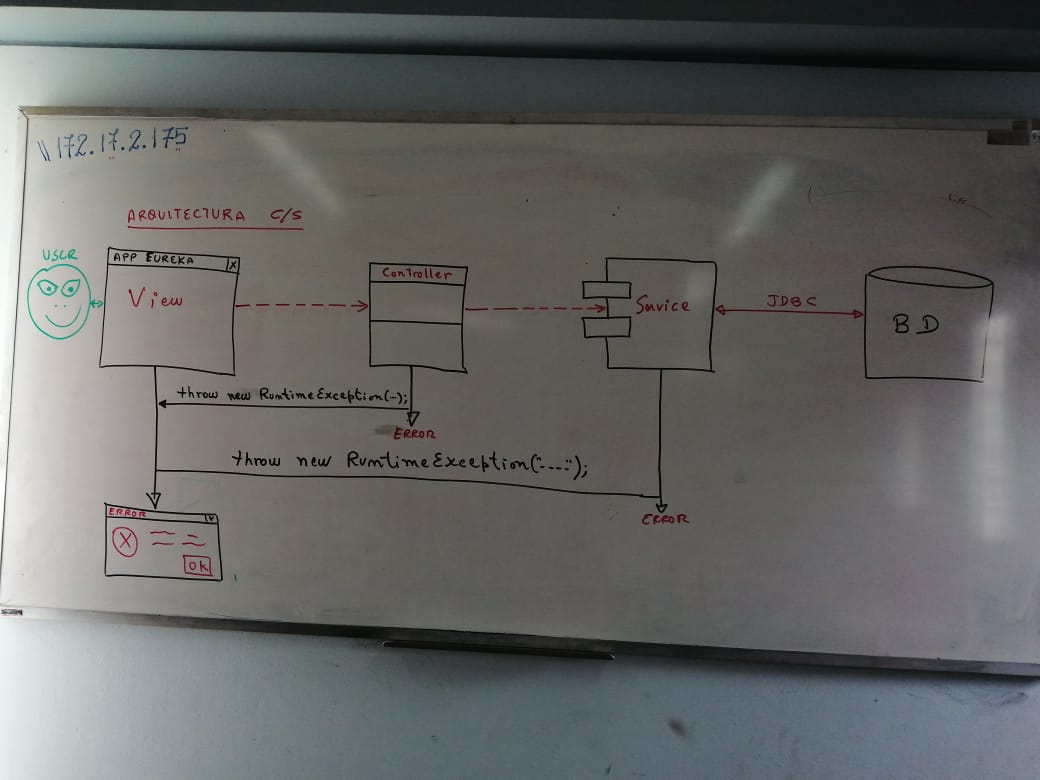 \\172.17.2.175
ARQUITECTURA C/S
USER
APP EUREKA X
View
Controller
Service
JDBC
BD
throw new RuntimeException(-);
ERROR
throw new RuntimeException("----");
ERROR
ERROR
X
OK